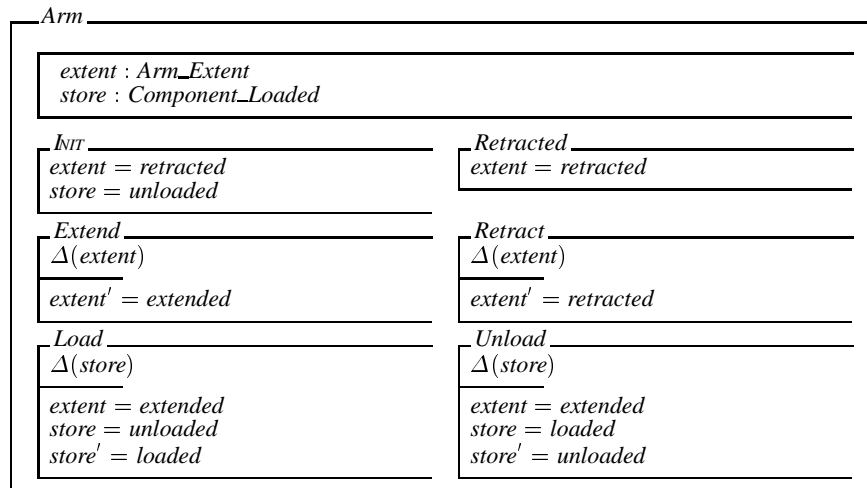 Arm
extent : Arm_Extent
store : Component_Loaded
INIT
extent = retracted
store = unloaded
Retracted
extent = retracted
Extend
Δ(extent)
extent′ = extended
Retract
Δ(extent)
extent′ = retracted
Load
Δ(store)
extent = extended
store = unloaded
store′ = loaded
Unload
Δ(store)
extent = extended
store = loaded
store′ = unloaded